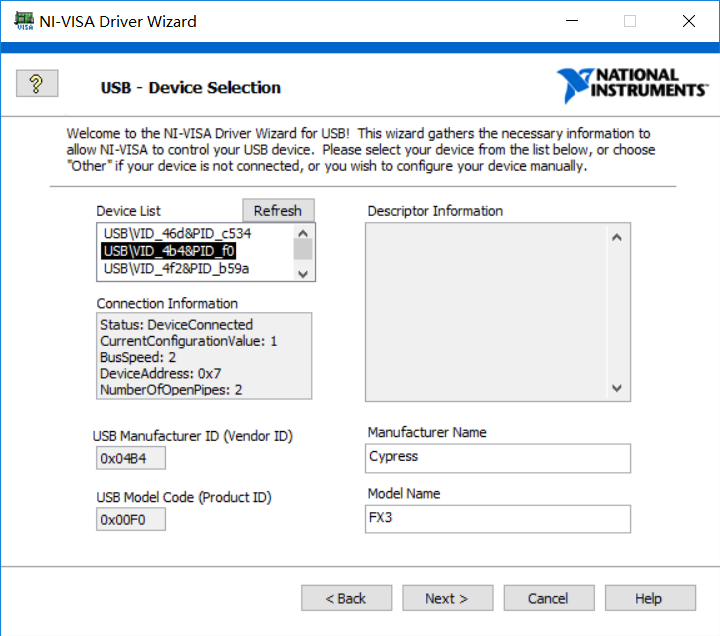 NI-VISA Driver Wizard
USB - Device Selection
NATIONAL
INSTRUMENTS™
Welcome to the NI-VISA Driver Wizard for USB!  This wizard gathers the necessary information to
allow NI-VISA to control your USB device.  Please select your device from the list below, or choose
"Other" if your device is not connected, or you wish to configure your device manually.
Device List
Refresh
USB\VID_46d&PID_c534
USB\VID_4b4&PID_f0
USB\VID_4f2&PID_b59a
Connection Information
Status: DeviceConnected
CurrentConfigurationValue: 1
BusSpeed: 2
DeviceAddress: 0x7
NumberOfOpenPipes: 2
USB Manufacturer ID (Vendor ID)
0x04B4
USB Model Code (Product ID)
0x00F0
Descriptor Information
Manufacturer Name
Cypress
Model Name
FX3
< Back
Next >
Cancel
Help